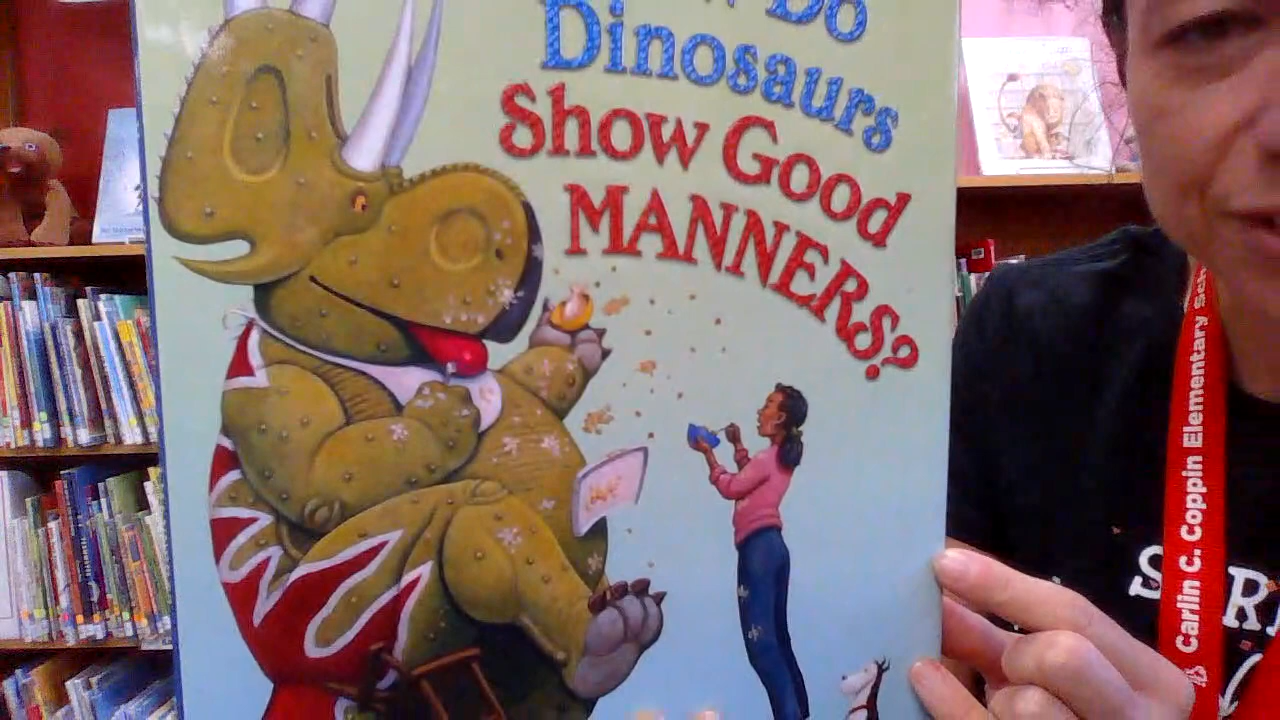 Do
Dinosaurs
Show Good
MANNERS?
Carlin C. Coppin Elementary Sch